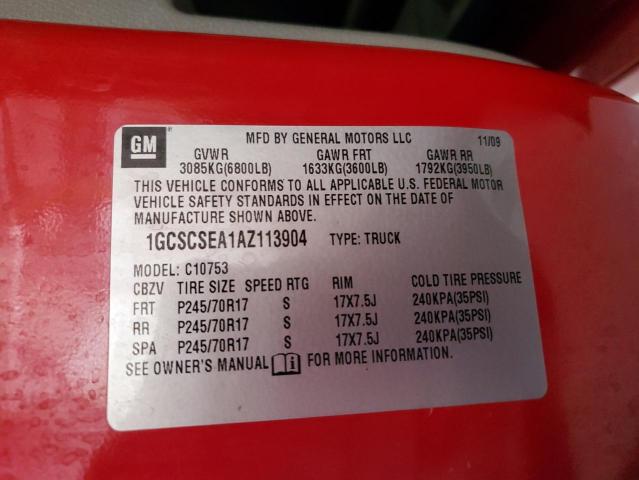 GM MFD BY GENERAL MOTORS LLC 11/09
GVWR GAWR FRT GAWR RR
3085KG(6800LB) 1633KG(3600LB) 1792KG(3950LB)
THIS VEHICLE CONFORMS TO ALL APPLICABLE U.S. FEDERAL MOTOR
VEHICLE SAFETY STANDARDS IN EFFECT ON THE DATE OF
MANUFACTURE SHOWN ABOVE.
1GCSCSEA1AZ113904 TYPE: TRUCK
MODEL: C10753
CBZV TIRE SIZE SPEED RTG RIM COLD TIRE PRESSURE
FRT P245/70R17 S 17X7.5J 240KPA(35PSI)
RR P245/70R17 S 17X7.5J 240KPA(35PSI)
SPA P245/70R17 S 17X7.5J 240KPA(35PSI)
SEE OWNER'S MANUAL FOR MORE INFORMATION.